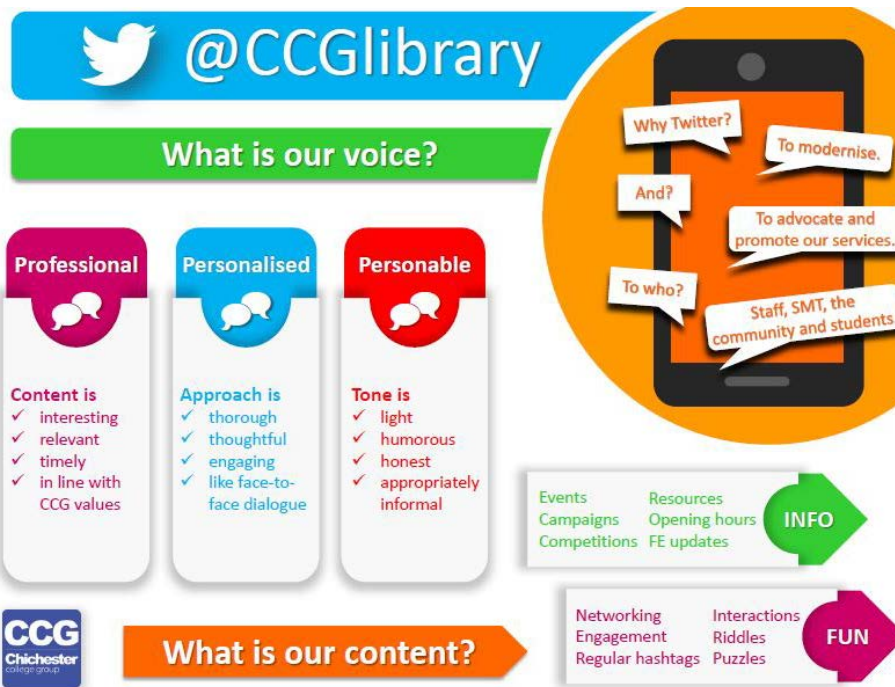 @CCGlibrary
What is our voice?
Professional
Content is
✓ interesting
✓ relevant
✓ timely
✓ in line with
CCG values
Personalised
Approach is
✓ thorough
✓ thoughtful
✓ engaging
✓ like face-to-
face dialogue
Personable
Tone is
✓ light
✓ humorous
✓ honest
✓ appropriately
informal
Why Twitter?
To modernise.
And?
To advocate and
promote our services.
To who?
Staff, SMT, the
community and students
Events
Campaigns
Competitions
Resources
Opening hours
FE updates
INFO
CCG
Chichester
college group
What is our content?
Networking
Engagement
Regular hashtags
Interactions
Riddles
Puzzles
FUN